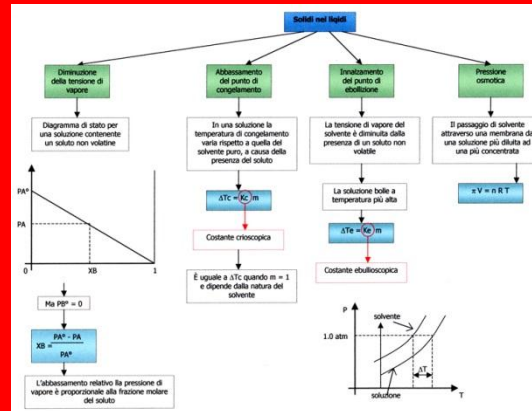 Solidi nei liqidi
Diminuzione
della tensione di
vapore
Abbassamento
del punto di
congelamento
Innalzamento
del punto di
ebollizione
Pressione
osmotica
Diagramma di stato per
una soluzione contenente
un soluto non volatine
In una soluzione la
temperatura di congelamento
varia rispetto a quella del
solvente puro, a causa della
presenza del soluto
La tensione di vapore del
solvente è diminuita dalla
presenza di un soluto non
volatile
Il passaggio di solvente
attraverso una membrana da
una soluzione più diluita ad
una più concentrata
PA°
PA
0
XB
1
ΔTc = Kc m
La soluzione bolle a
temperatura più alta
π V = n R T
Costante crioscopica
ΔTe = Ke m
È uguale a ΔTc quando m = 1
e dipende dalla natura del
solvente
Costante ebullioscopica
Ma PB° = 0
XB = PA° - PA
PA°
L'abbassamento relativo lla pressione di
vapore è proporzionale alla frazione molare
del soluto
P
solvente
1.0 atm
ΔT
soluzione
T